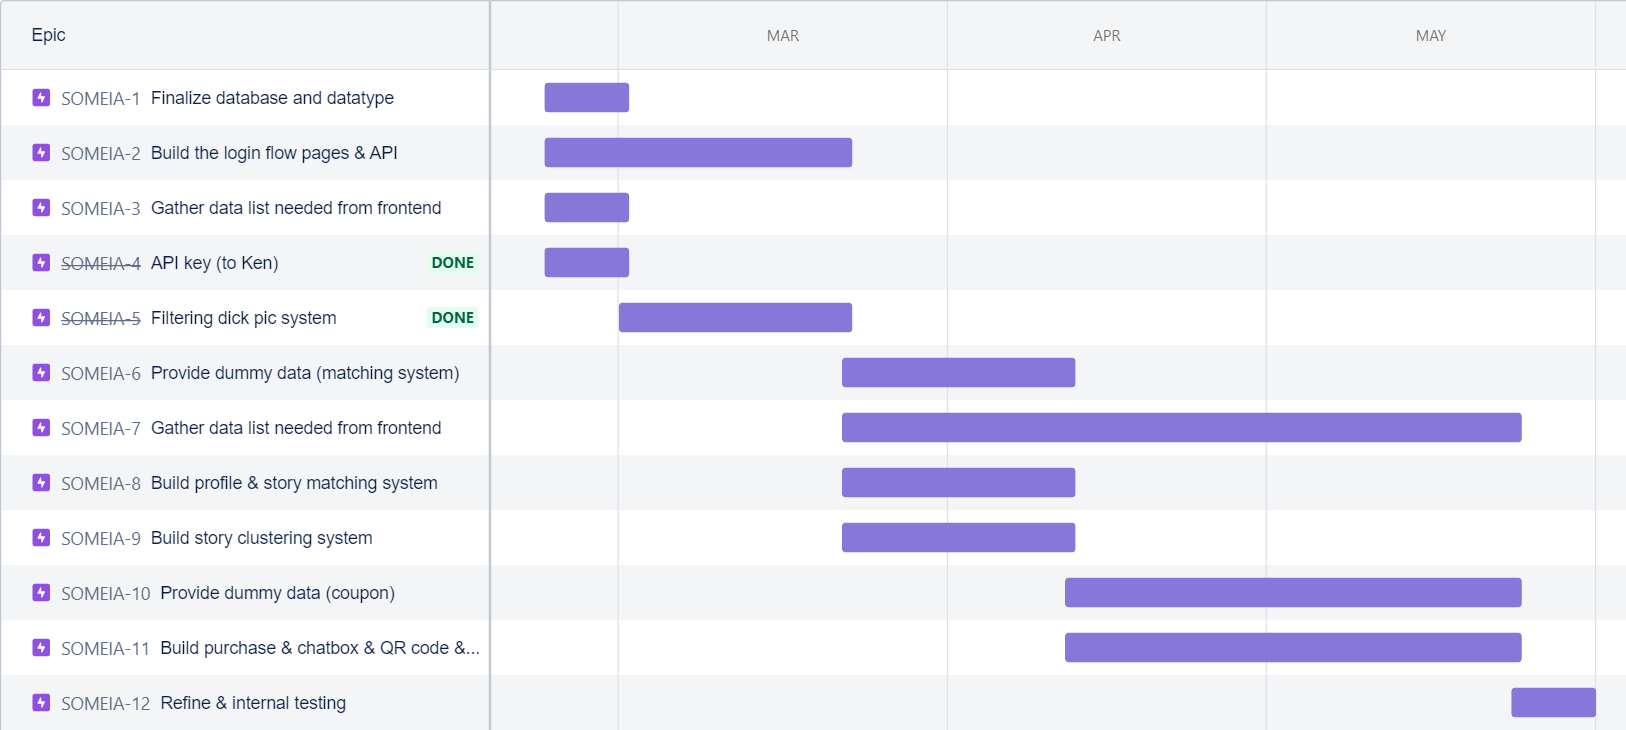 Epic MAR APR MAY
SOMEIA-1 Finalize database and datatype
SOMEIA-2 Build the login flow pages & API
SOMEIA-3 Gather data list needed from frontend
SOMEIA-4 API key (to Ken) DONE
SOMEIA-5 Filtering dick pic system DONE
SOMEIA-6 Provide dummy data (matching system)
SOMEIA-7 Gather data list needed from frontend
SOMEIA-8 Build profile & story matching system
SOMEIA-9 Build story clustering system
SOMEIA-10 Provide dummy data (coupon)
SOMEIA-11 Build purchase & chatbox & QR code &...
SOMEIA-12 Refine & internal testing